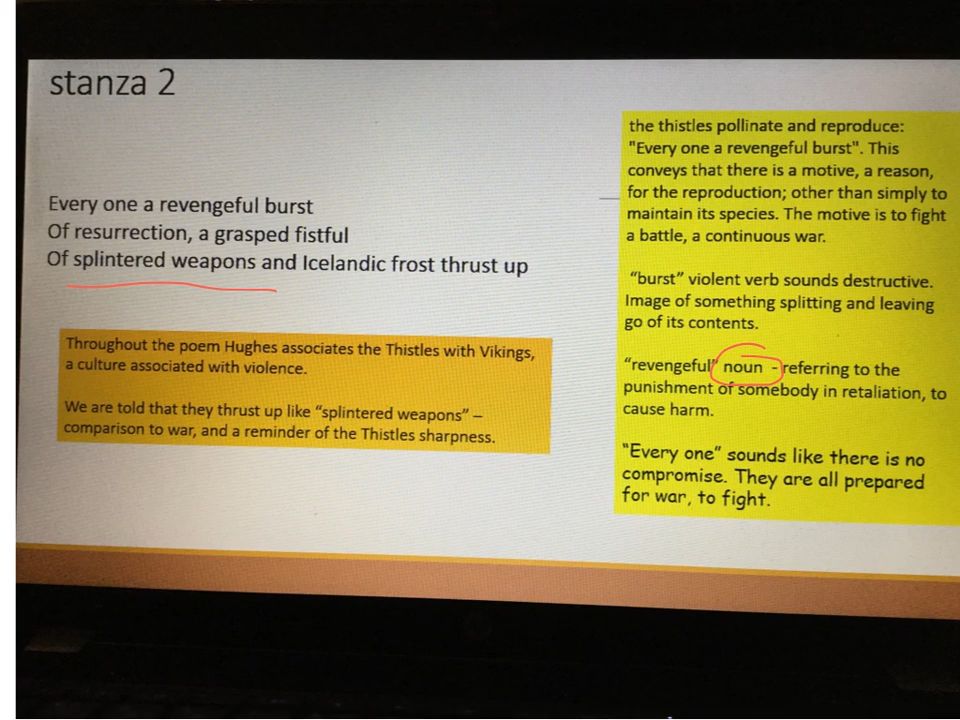 stanza 2
Every one a revengeful burst
Of resurrection, a grasped fistful
Of splintered weapons and Icelandic frost thrust up
Throughout the poem Hughes associates the Thistles with Vikings,
a culture associated with violence.
We are told that they thrust up like “splintered weapons” –
comparison to war, and a reminder of the Thistles sharpness.
the thistles pollinate and reproduce:
"Every one a revengeful burst". This
conveys that there is a motive, a reason,
for the reproduction; other than simply to
maintain its species. The motive is to fight
a battle, a continuous war.
“burst” violent verb sounds destructive.
Image of something splitting and leaving
go of its contents.
“revengeful” noun - referring to the
punishment of somebody in retaliation, to
cause harm.
“Every one” sounds like there is no
compromise. They are all prepared
for war, to fight.